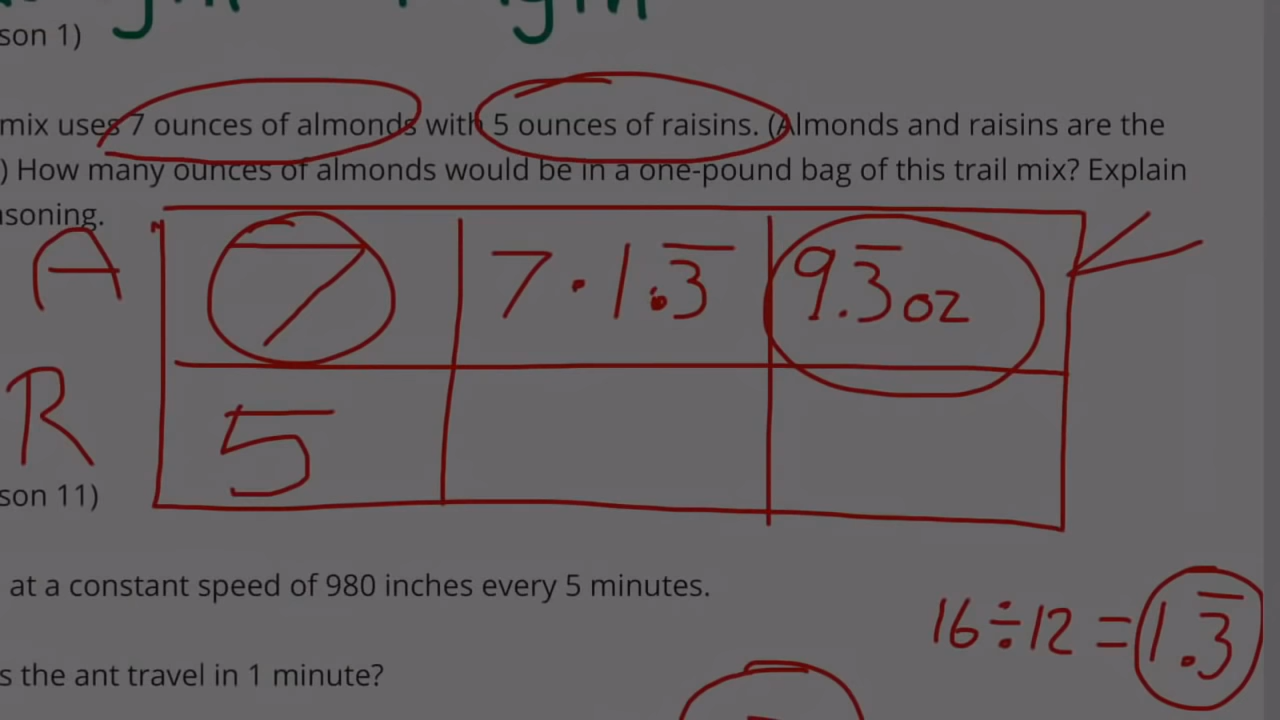 son 1)
mix uses 7 ounces of almonds with 5 ounces of raisins. (Almonds and raisins are the
) How many ounces of almonds would be in a one-pound bag of this trail mix? Explain
soning.
A 7 7·1.3̅ 9.3̅oz
R 5
son 11)
at a constant speed of 980 inches every 5 minutes.
16÷12=1.3̅
s the ant travel in 1 minute?